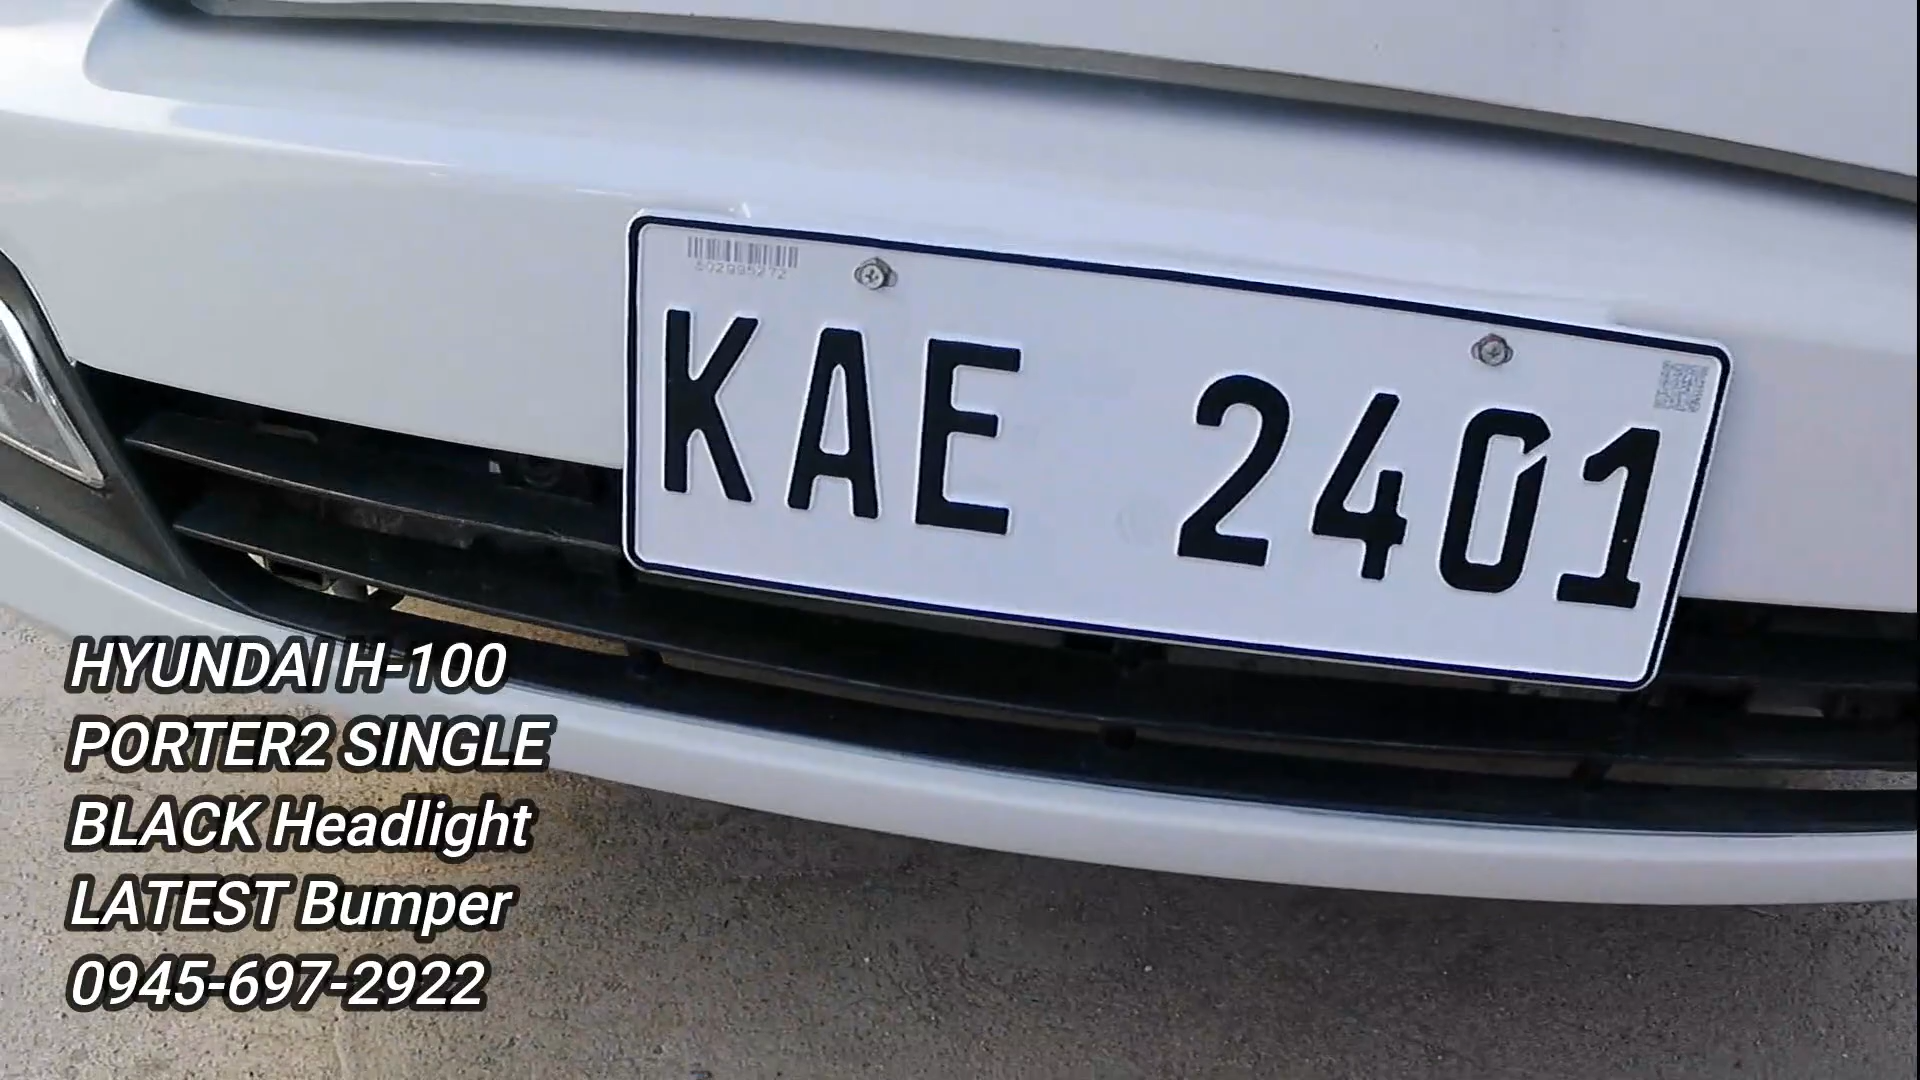 KAE 2401
HYUNDAI H-100
PORTER2 SINGLE
BLACK Headlight
LATEST Bumper
0945-697-2922